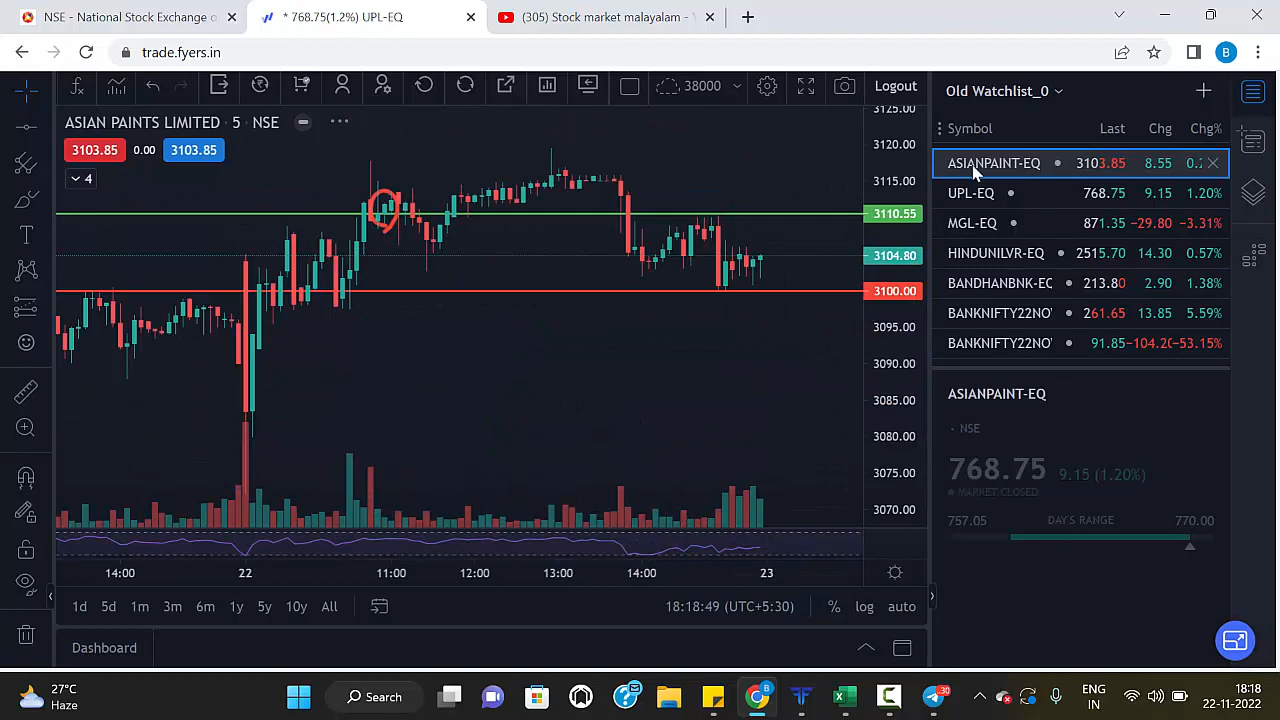 NSE - National Stock Exchange o
* 768.75(1.2%) UPL-EQ
(305) Stock market malayalam - Y
trade.fyers.in
B
38000
Logout
Old Watchlist_0
ASIAN PAINTS LIMITED · 5 · NSE
3103.85 0.00 3103.85
4
Symbol Last Chg Chg%
ASIANPAINT-EQ 3103.85 8.55 0.2
UPL-EQ 768.75 9.15 1.20%
MGL-EQ 871.35 -29.80 -3.31%
HINDUNILVR-EQ 2515.70 14.30 0.57%
BANDHANBNK-EQ 213.80 2.90 1.38%
BANKNIFTY22NOV 261.65 13.85 5.59%
BANKNIFTY22NOV 91.85 -104.20 -53.15%
3125.00
3120.00
3115.00
3110.55
3104.80
3100.00
3095.00
3090.00
3085.00
3080.00
3075.00
3070.00
ASIANPAINT-EQ
- NSE
768.75 9.15 (1.20%)
MARKET CLOSED
757.05 DAY'S RANGE 770.00
14:00 22 11:00 12:00 13:00 14:00 23
1d 5d 1m 3m 6m 1y 5y 10y All
18:18:49 (UTC+5:30) % log auto
Dashboard
27°C
Haze
Search
B
.30
ENG
IN
18:18
22-11-2022